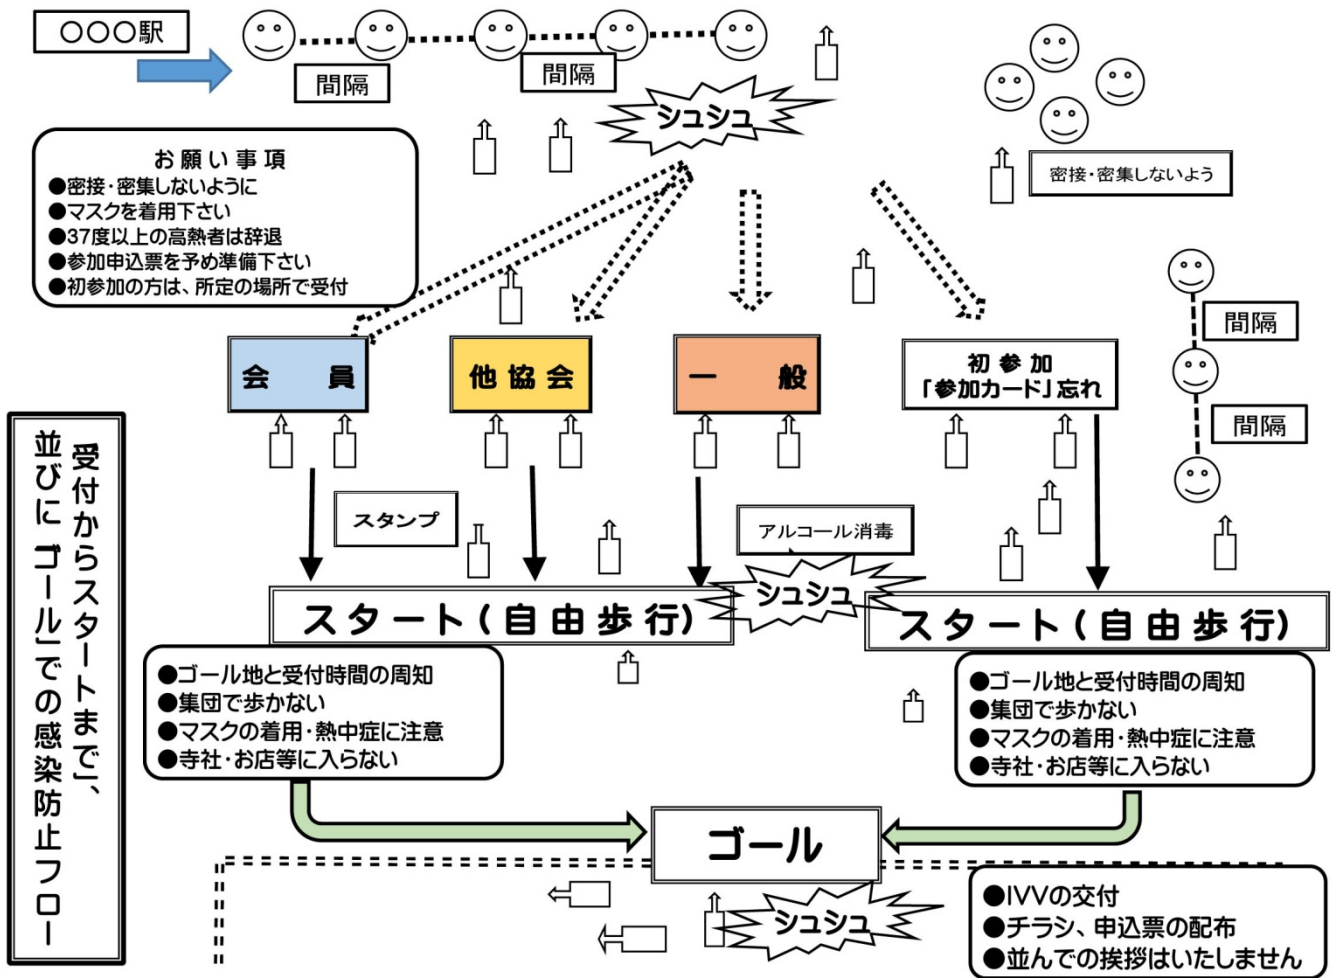 ○○○駅
間隔
間隔
シュシュ
お願い事項
●密接・密集しないように
●マスクを着用下さい
●37度以上の高熱者は辞退
●参加申込票を予め準備下さい
●初参加の方は、所定の場所で受付
密接・密集しないよう
間隔
間隔
会員
他協会
一般
初参加
「参加カード」忘れ
受付からスタートまで」、
並びに ゴール」での感染防止フロー
スタンプ
アルコール消毒
シュシュ
スタート(自由歩行)
スタート(自由歩行)
●ゴール地と受付時間の周知
●集団で歩かない
●マスクの着用・熱中症に注意
●寺社・お店等に入らない
●ゴール地と受付時間の周知
●集団で歩かない
●マスクの着用・熱中症に注意
●寺社・お店等に入らない
ゴール
シュシュ
●IVVの交付
●チラシ、申込票の配布
●並んでの挨拶はいたしません